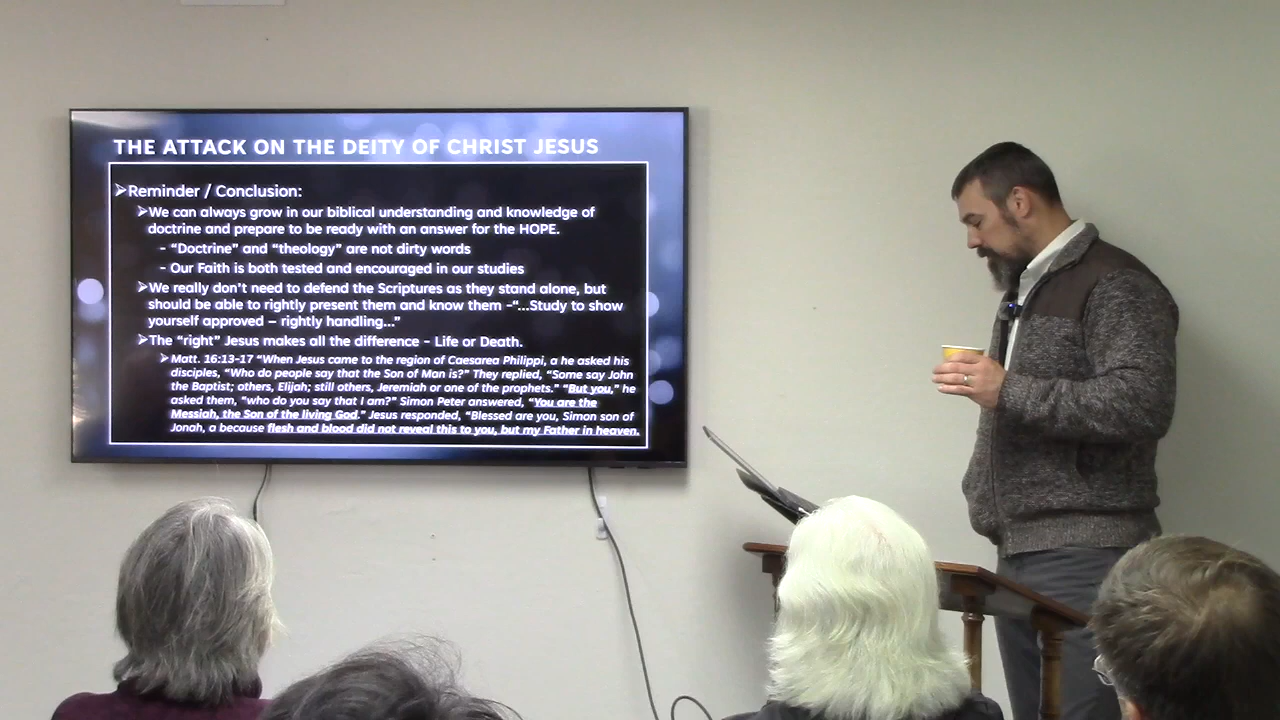 THE ATTACK ON THE DEITY OF CHRIST JESUS
➢Reminder / Conclusion:
➢We can always grow in our biblical understanding and knowledge of
doctrine and prepare to be ready with an answer for the HOPE.
- “Doctrine” and “theology” are not dirty words
- Our Faith is both tested and encouraged in our studies
➢We really don’t need to defend the Scriptures as they stand alone, but
should be able to rightly present them and know them -“...Study to show
yourself approved – rightly handling...”
➢The “right” Jesus makes all the difference - Life or Death.
➢Matt. 16:13-17 “When Jesus came to the region of Caesarea Philippi, a he asked his
disciples, “Who do people say that the Son of Man is?” They replied, “Some say John
the Baptist; others, Elijah; still others, Jeremiah or one of the prophets.” “But you,” he
asked them, “who do you say that I am?” Simon Peter answered, “You are the
Messiah, the Son of the living God.” Jesus responded, “Blessed are you, Simon son of
Jonah, a because flesh and blood did not reveal this to you, but my Father in heaven.